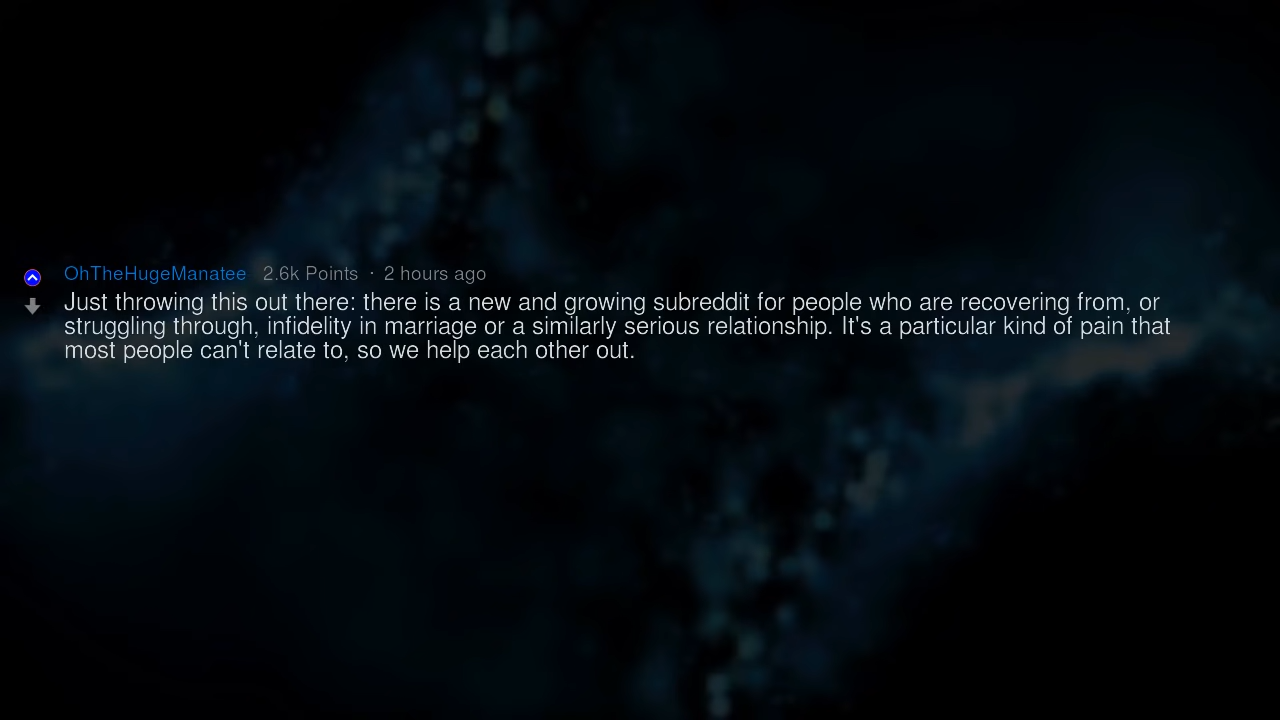 OhTheHugeManatee 2.6k Points · 2 hours ago
Just throwing this out there: there is a new and growing subreddit for people who are recovering from, or
struggling through, infidelity in marriage or a similarly serious relationship. It's a particular kind of pain that
most people can't relate to, so we help each other out.